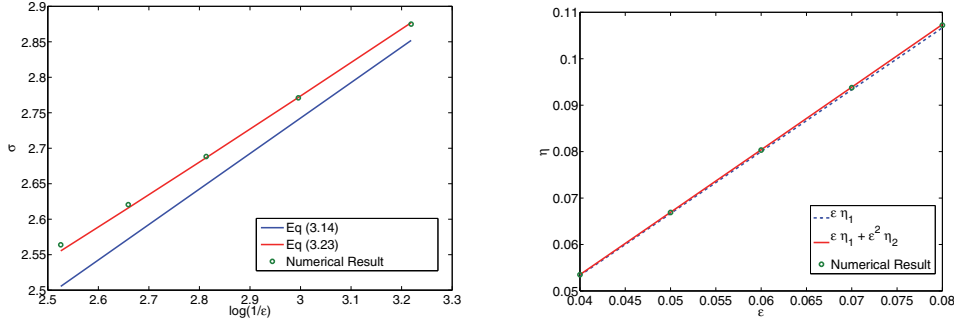 2.9
2.85
2.8
2.75
2.7
2.65
2.6
2.55
2.5
σ
2.5 2.6 2.7 2.8 2.9 3 3.1 3.2 3.3
log(1/ε)
Eq (3.14)
Eq (3.23)
Numerical Result
0.11
0.1
0.09
0.08
0.07
0.06
0.05
η
0.04 0.045 0.05 0.055 0.06 0.065 0.07 0.075 0.08
ε
ε η₁
ε η₁ + ε² η₂
Numerical Result